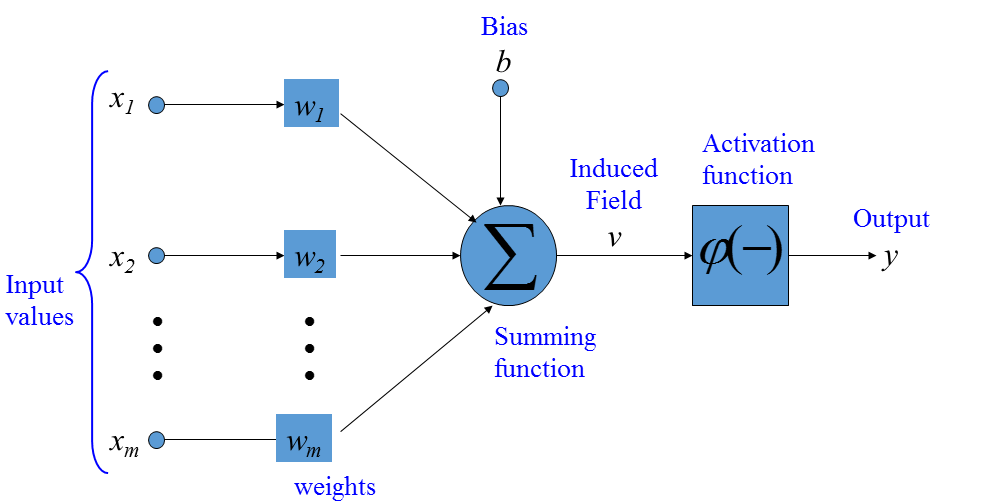 Bias
b
x1
w1
Activation
function
Induced
Field
v
Output
x2
w2
∑
φ(−)
y
Input
values
Summing
function
xm
wm
weights